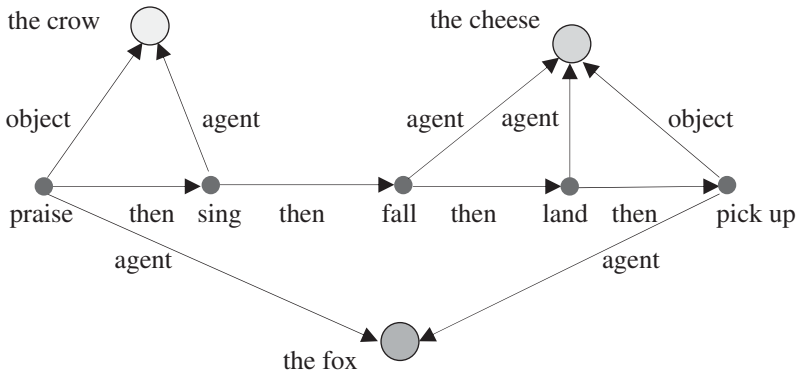 the crow
the cheese
object
agent
agent
agent
object
praise
then
sing
then
fall
then
land
then
pick up
agent
agent
the fox